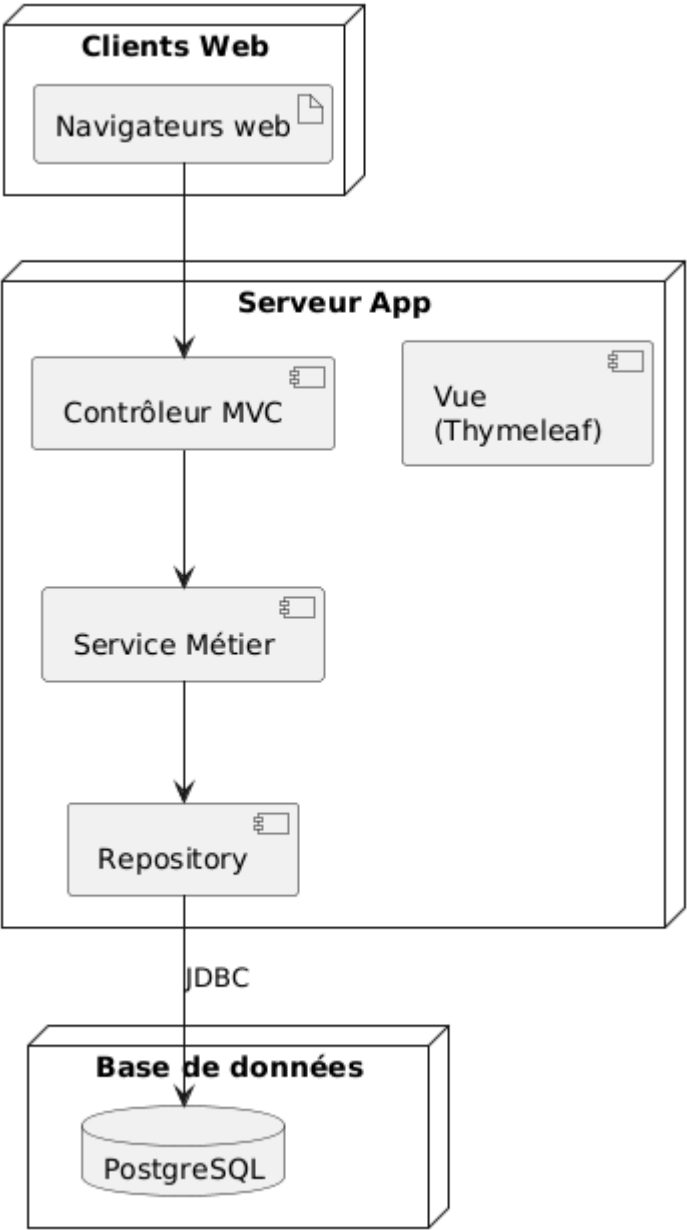 Clients Web
Navigateurs web
Serveur App
Contrôleur MVC
Vue
(Thymeleaf)
Service Métier
Repository
JDBC
Base de données
PostgreSQL